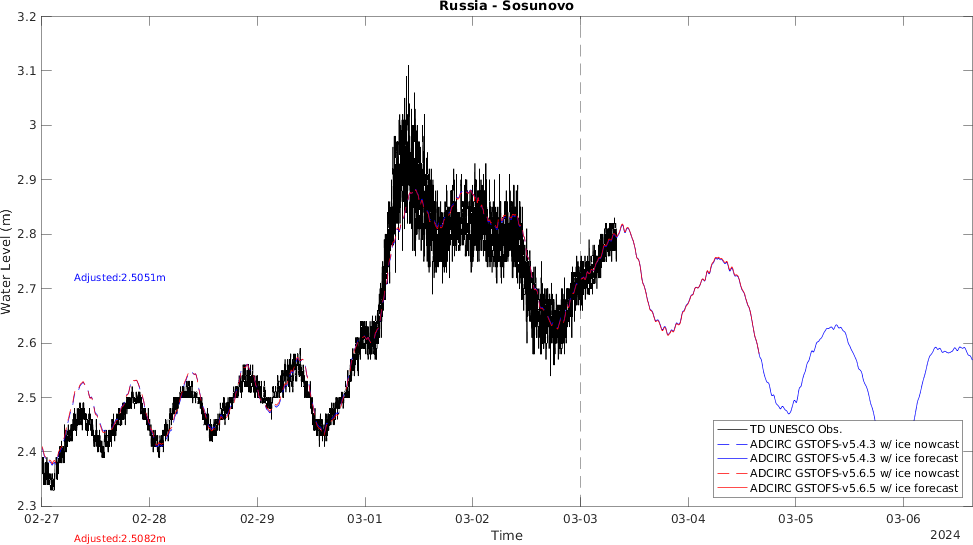 Russia - Sosunovo
3.2
3.1
3
2.9
2.8
2.7
2.6
2.5
2.4
2.3
Water Level (m)
Adjusted:2.5051m
TD UNESCO Obs.
ADCIRC GSTOFS-v5.4.3 w/ ice nowcast
ADCIRC GSTOFS-v5.4.3 w/ ice forecast
ADCIRC GSTOFS-v5.6.5 w/ ice nowcast
ADCIRC GSTOFS-v5.6.5 w/ ice forecast
02-27 02-28 02-29 03-01 03-02 03-03 03-04 03-05 03-06
Time
2024
Adjusted:2.5082m